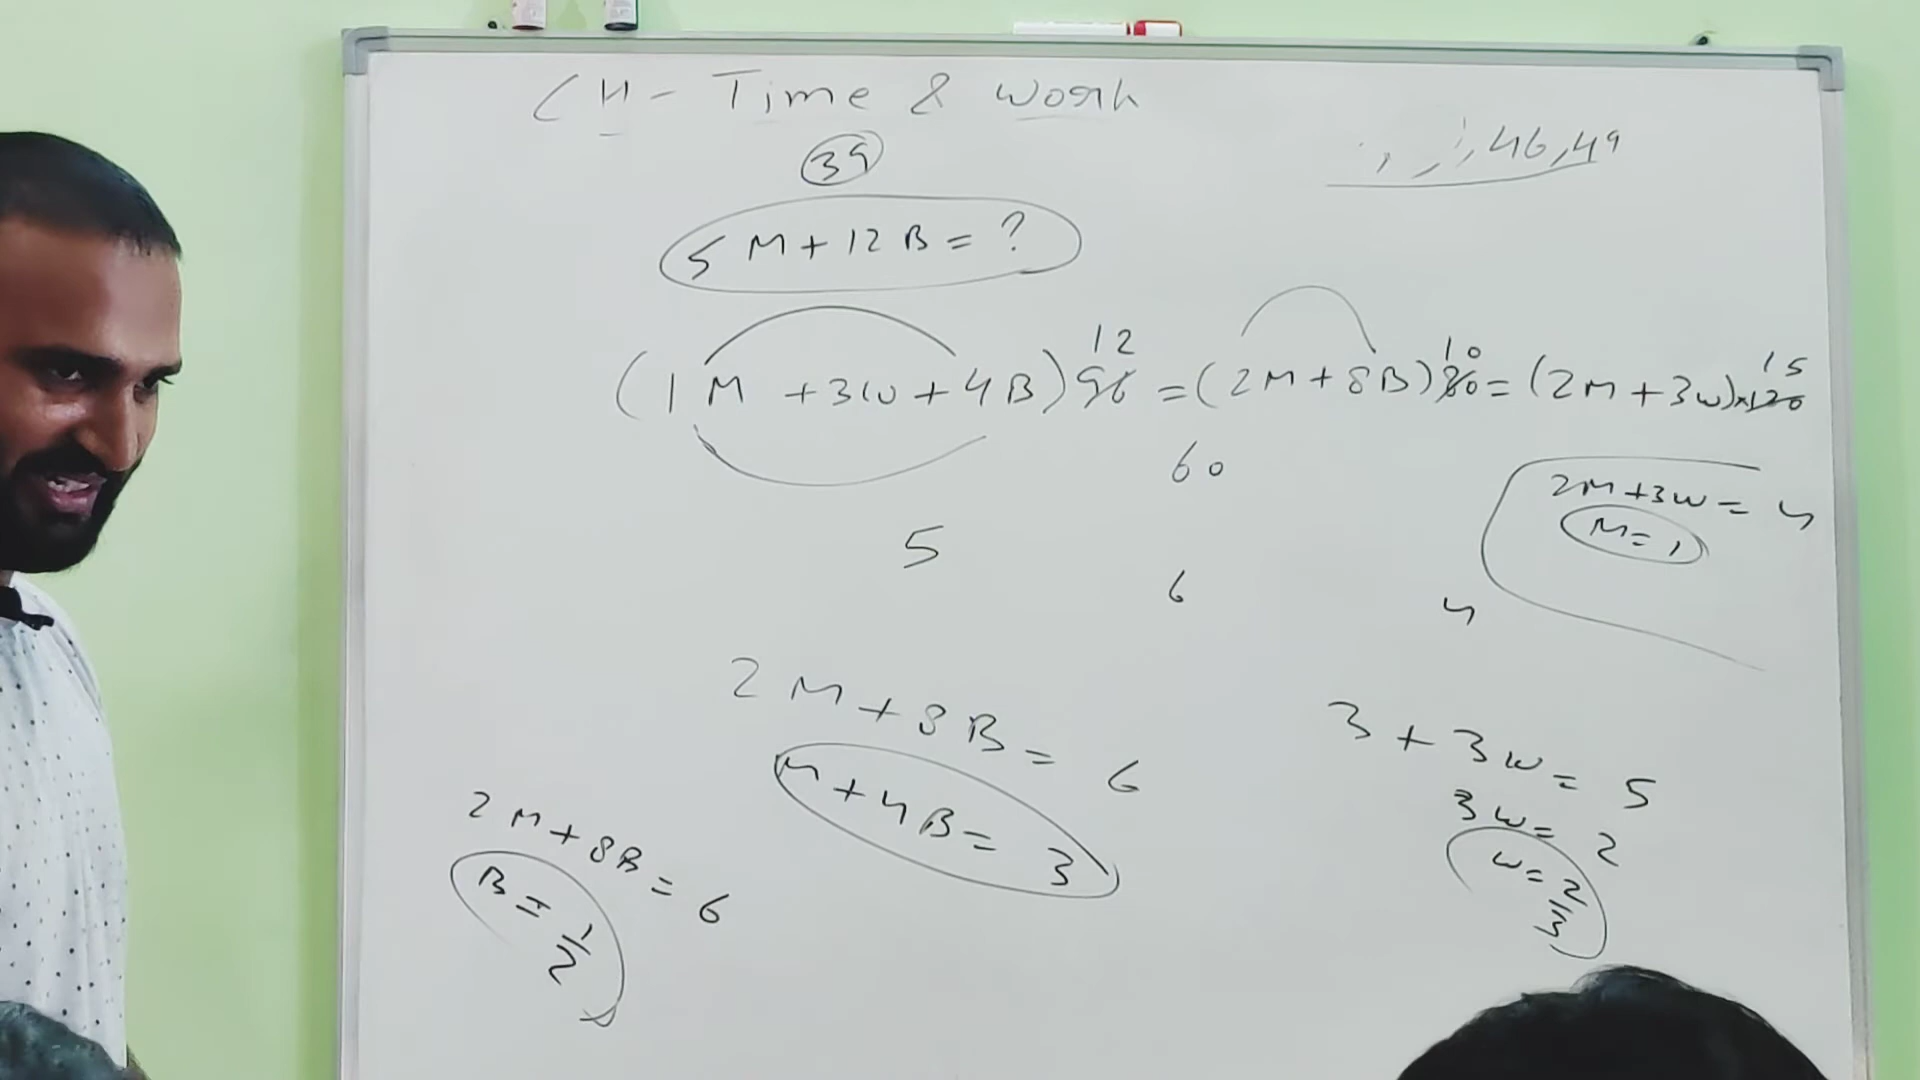 CH - Time & Work
39
46,49
5M+12B=?
12 10 15
(1M+3W+4B)96=(2M+8B)80=(2M+3W)×120
60
2M+3W=4
M=1
5
6
4
2M+8B=6
M+4B=3
3+3W=5
3W=2
W=2/3
2M+8B=6
B=1/2